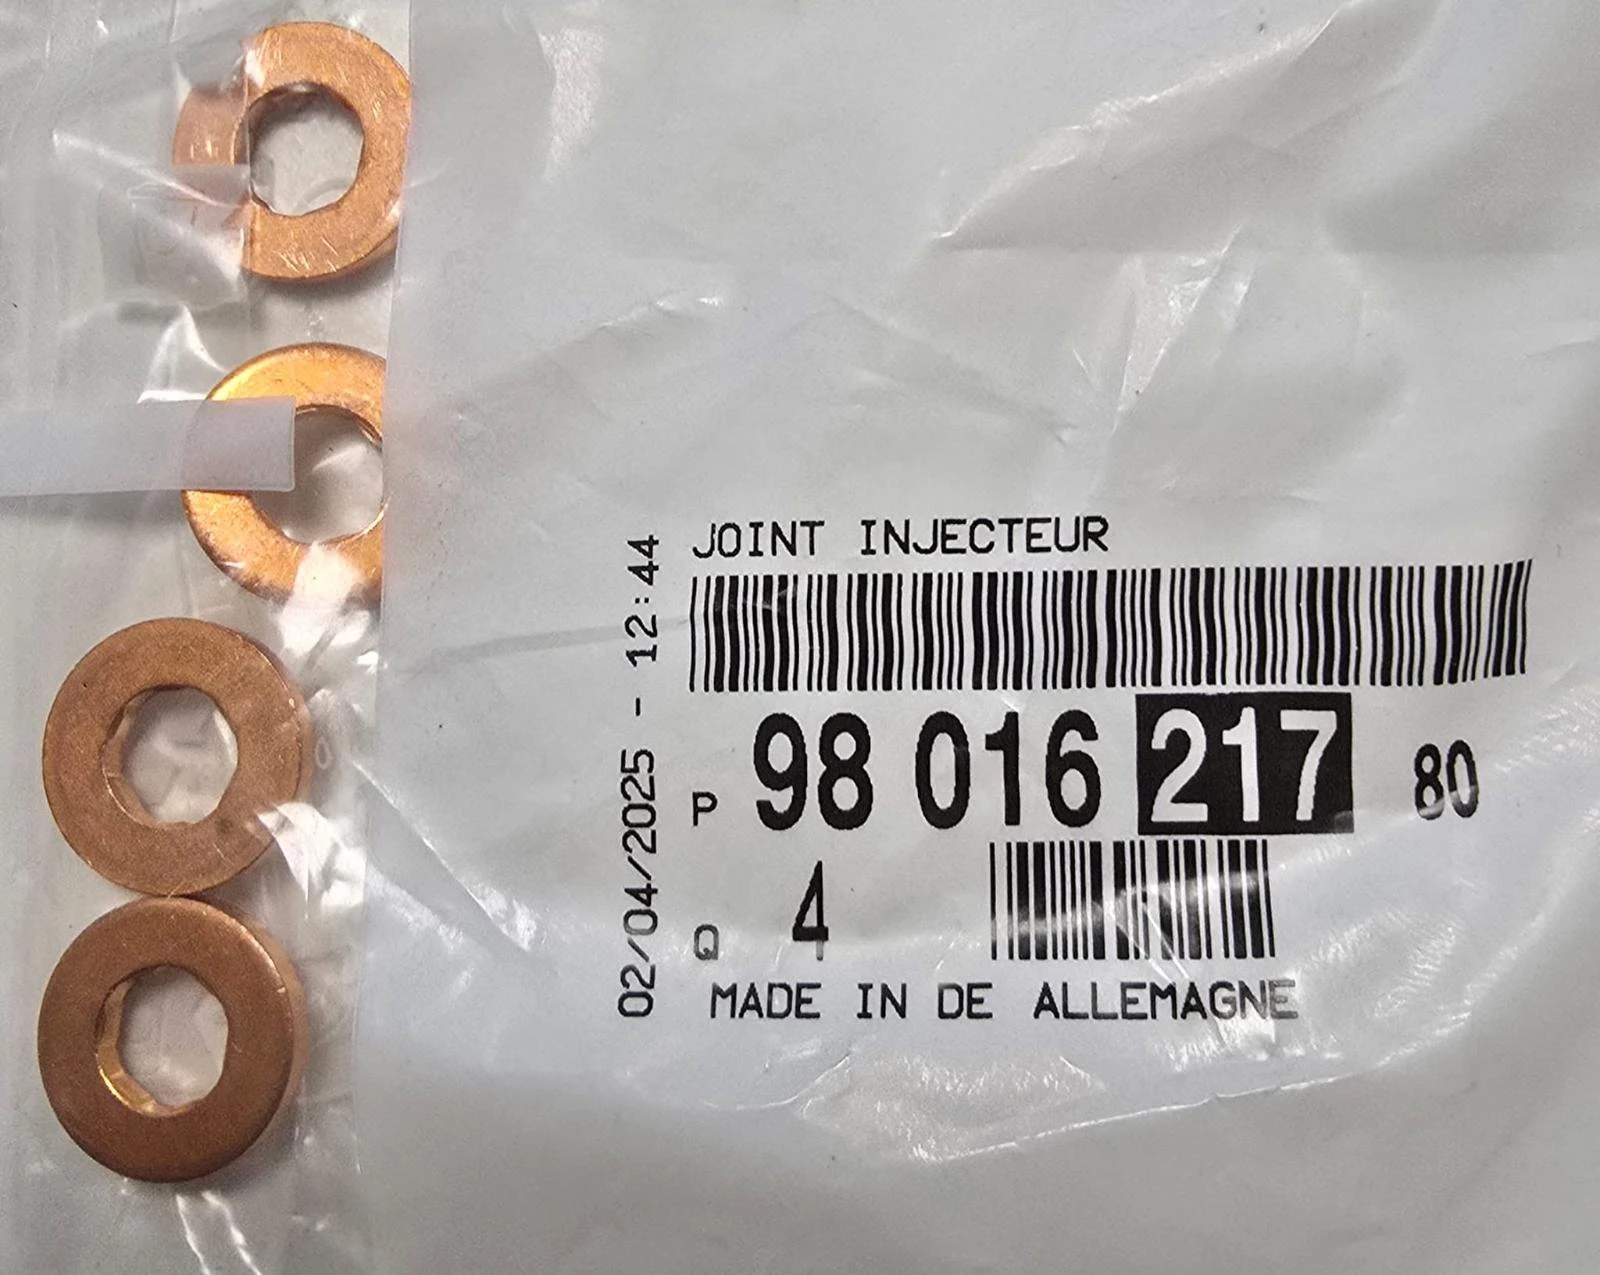 JOINT INJECTEUR
P 98 016 217 80
Q 4
MADE IN DE ALLEMAGNE
02/04/2025 - 12:44